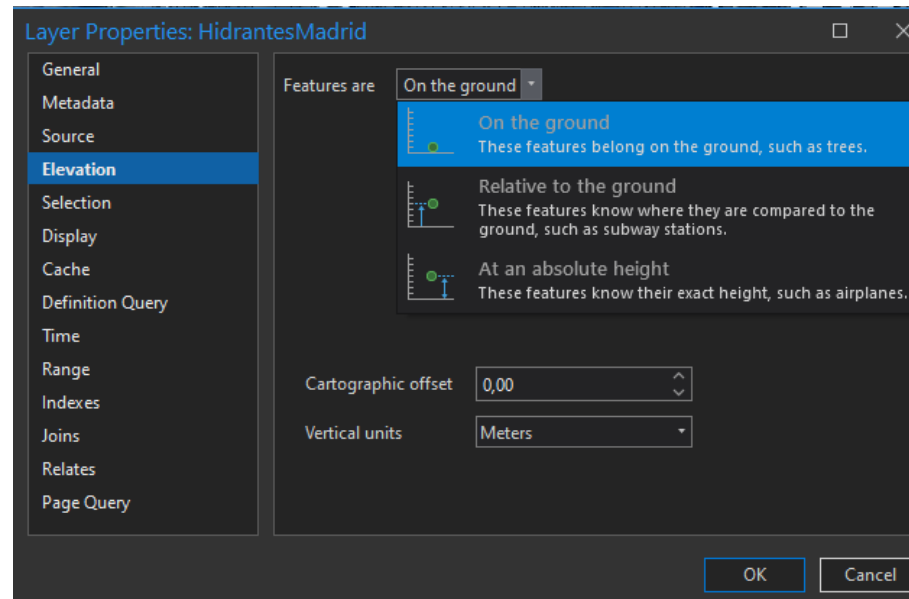 Layer Properties: HidrantesMadrid
General
Metadata
Source
Elevation
Selection
Display
Cache
Definition Query
Time
Range
Indexes
Joins
Relates
Page Query
Features are On the ground
On the ground
These features belong on the ground, such as trees.
Relative to the ground
These features know where they are compared to the
ground, such as subway stations.
At an absolute height
These features know their exact height, such as airplanes.
Cartographic offset 0,00
Vertical units Meters
OK Cancel